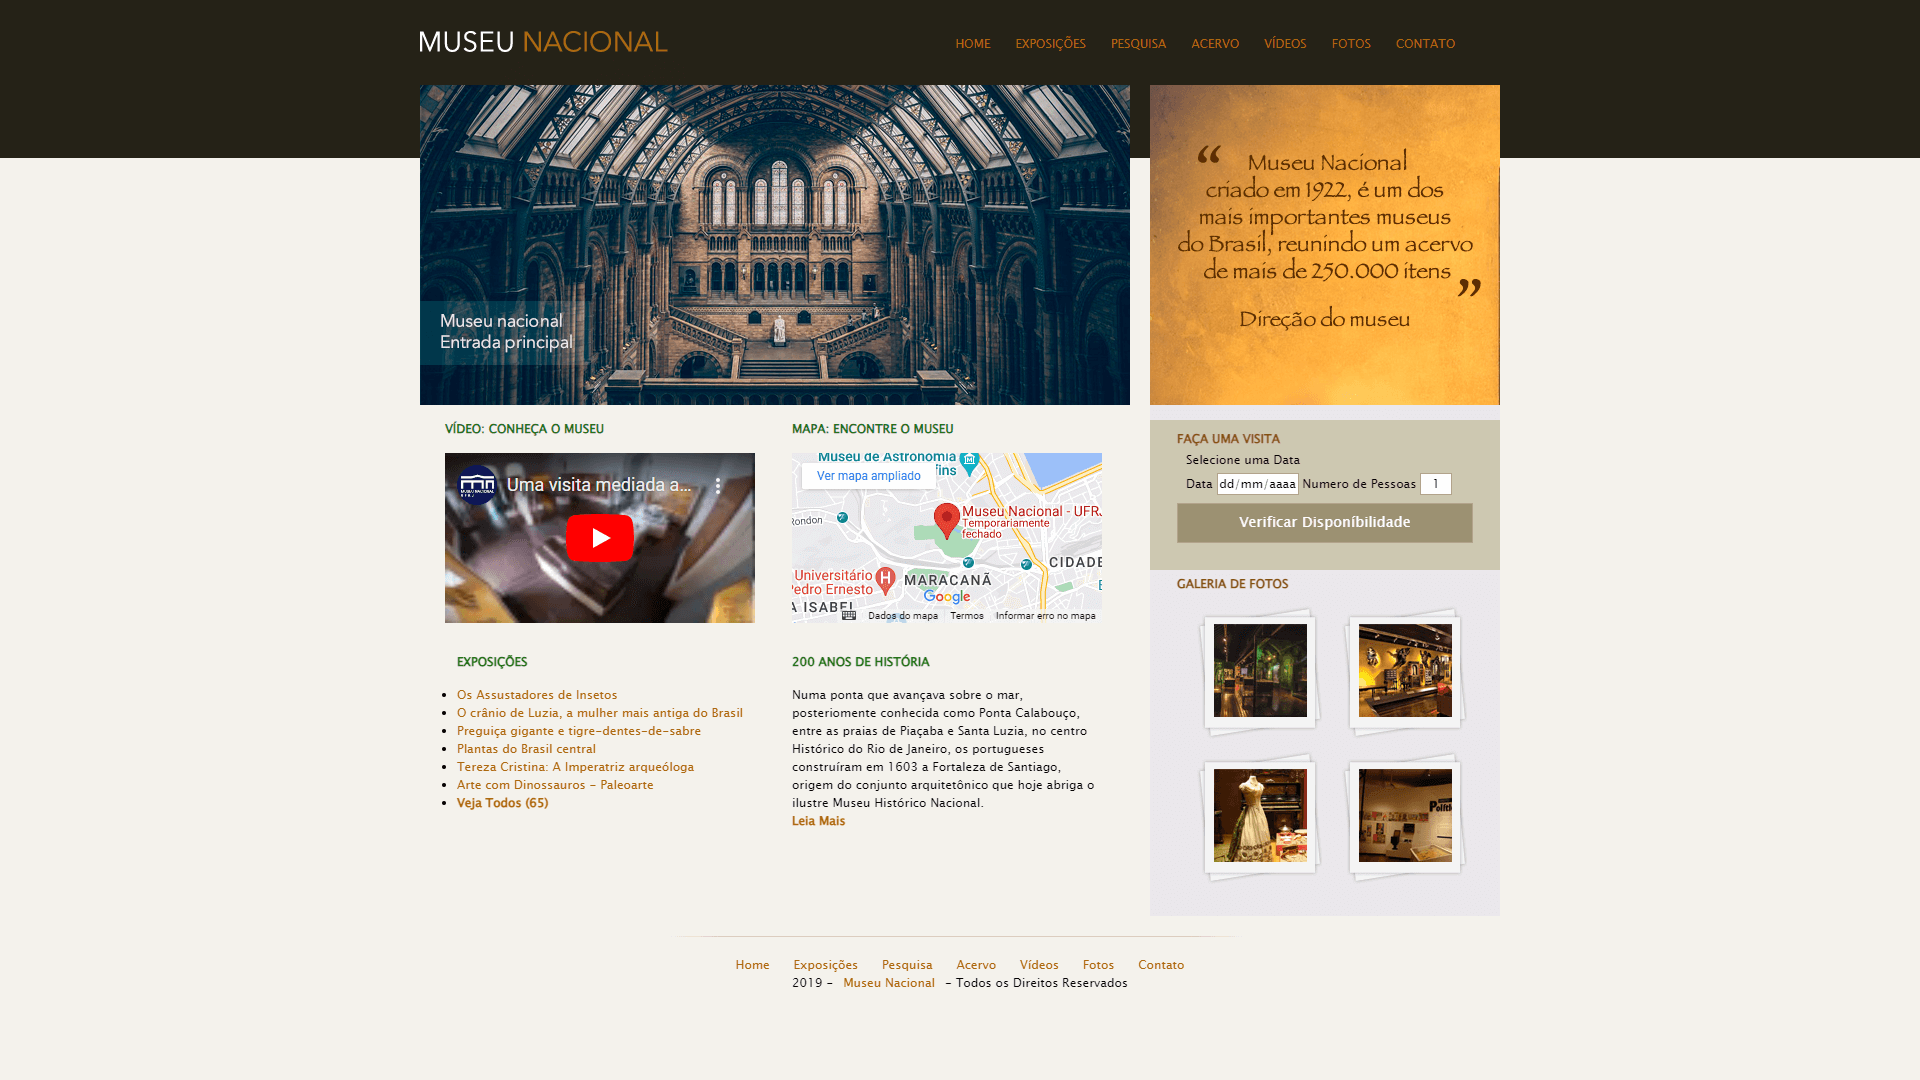 MUSEU NACIONAL
HOME EXPOSIÇÕES PESQUISA ACERVO VÍDEOS FOTOS CONTATO
Museu nacional
Entrada principal
“ Museu Nacional
criado em 1922, é um dos
mais importantes museus
do Brasil, reunindo um acervo
de mais de 250.000 itens ”
Direção do museu
VÍDEO: CONHEÇA O MUSEU
MUSEU NACIONAL
UFRJ
Uma visita mediada a...
MAPA: ENCONTRE O MUSEU
Museu de Astronomia
fins
Ver mapa ampliado
Rondon
Museu Nacional - UFRJ
Temporariamente
fechado
CIDADE
Universitário
Pedro Ernesto
MARACANÃ
Google
A ISABEL
Dados do mapa Termos Informar erro no mapa
FAÇA UMA VISITA
Selecione uma Data
Data dd/mm/aaaa Numero de Pessoas 1
Verificar Disponíbilidade
GALERIA DE FOTOS
EXPOSIÇÕES
Os Assustadores de Insetos
O crânio de Luzia, a mulher mais antiga do Brasil
Preguiça gigante e tigre-dentes-de-sabre
Plantas do Brasil central
Tereza Cristina: A Imperatriz arqueóloga
Arte com Dinossauros - Paleoarte
Veja Todos (65)
200 ANOS DE HISTÓRIA
Numa ponta que avançava sobre o mar,
posteriomente conhecida como Ponta Calabouço,
entre as praias de Piaçaba e Santa Luzia, no centro
Histórico do Rio de Janeiro, os portugueses
construíram em 1603 a Fortaleza de Santiago,
origem do conjunto arquitetônico que hoje abriga o
ilustre Museu Histórico Nacional.
Leia Mais
Home Exposições Pesquisa Acervo Vídeos Fotos Contato
2019 - Museu Nacional - Todos os Direitos Reservados